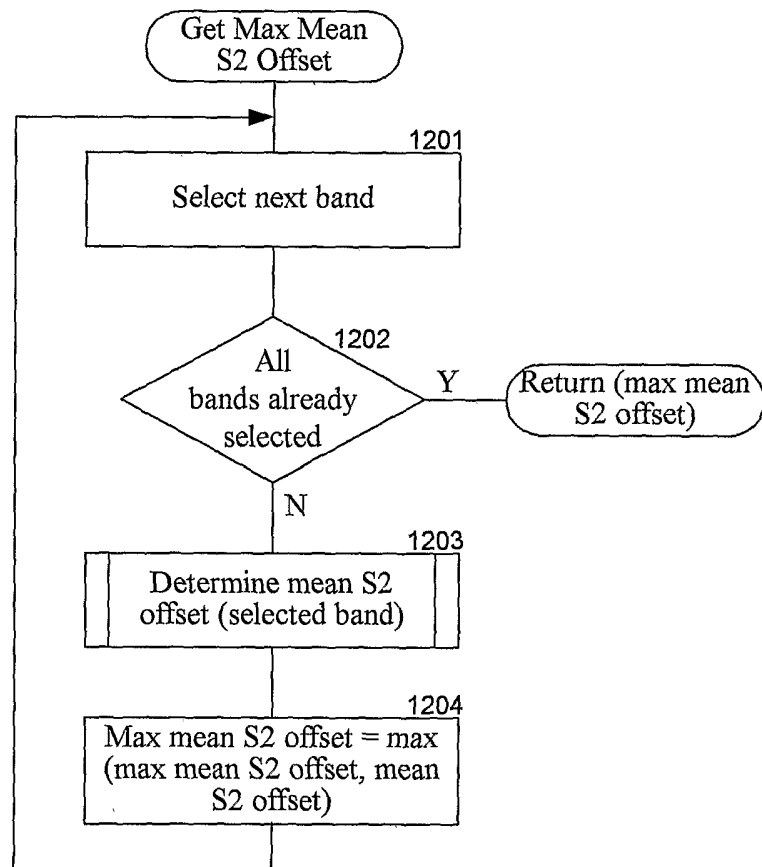 Get Max Mean
S2 Offset
1201
Select next band
1202
All
bands already
selected
Y
Return (max mean
S2 offset)
N
1203
Determine mean S2
offset (selected band)
1204
Max mean S2 offset = max
(max mean S2 offset, mean
S2 offset)